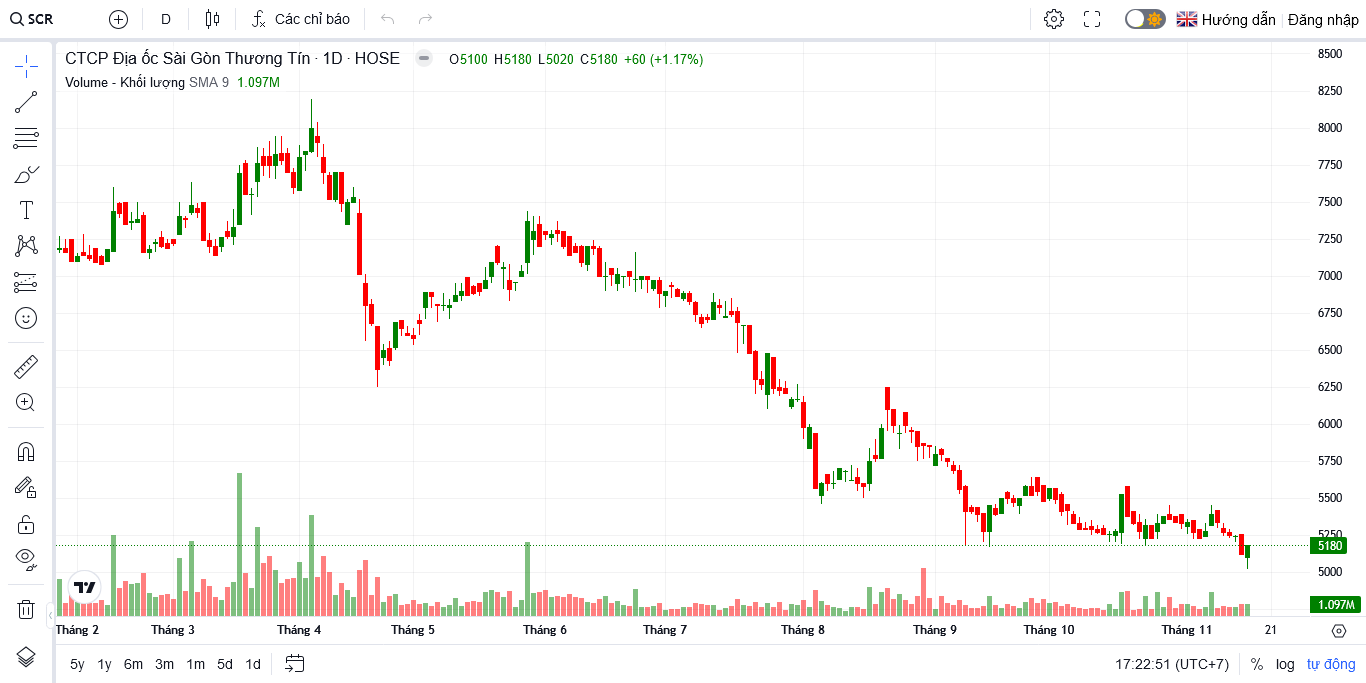 SCR D Các chỉ báo Hướng dẫn Đăng nhập
CTCP Địa ốc Sài Gòn Thương Tín · 1D · HOSE O5100 H5180 L5020 C5180 +60 (+1.17%)
Volume - Khối lượng SMA 9 1.097M
8500
8250
8000
7750
7500
7250
7000
6750
6500
6250
6000
5750
5500
5250
5180
5000
1.097M
Tháng 2 Tháng 3 Tháng 4 Tháng 5 Tháng 6 Tháng 7 Tháng 8 Tháng 9 Tháng 10 Tháng 11 21
5y 1y 6m 3m 1m 5d 1d 17:22:51 (UTC+7) % log tự động